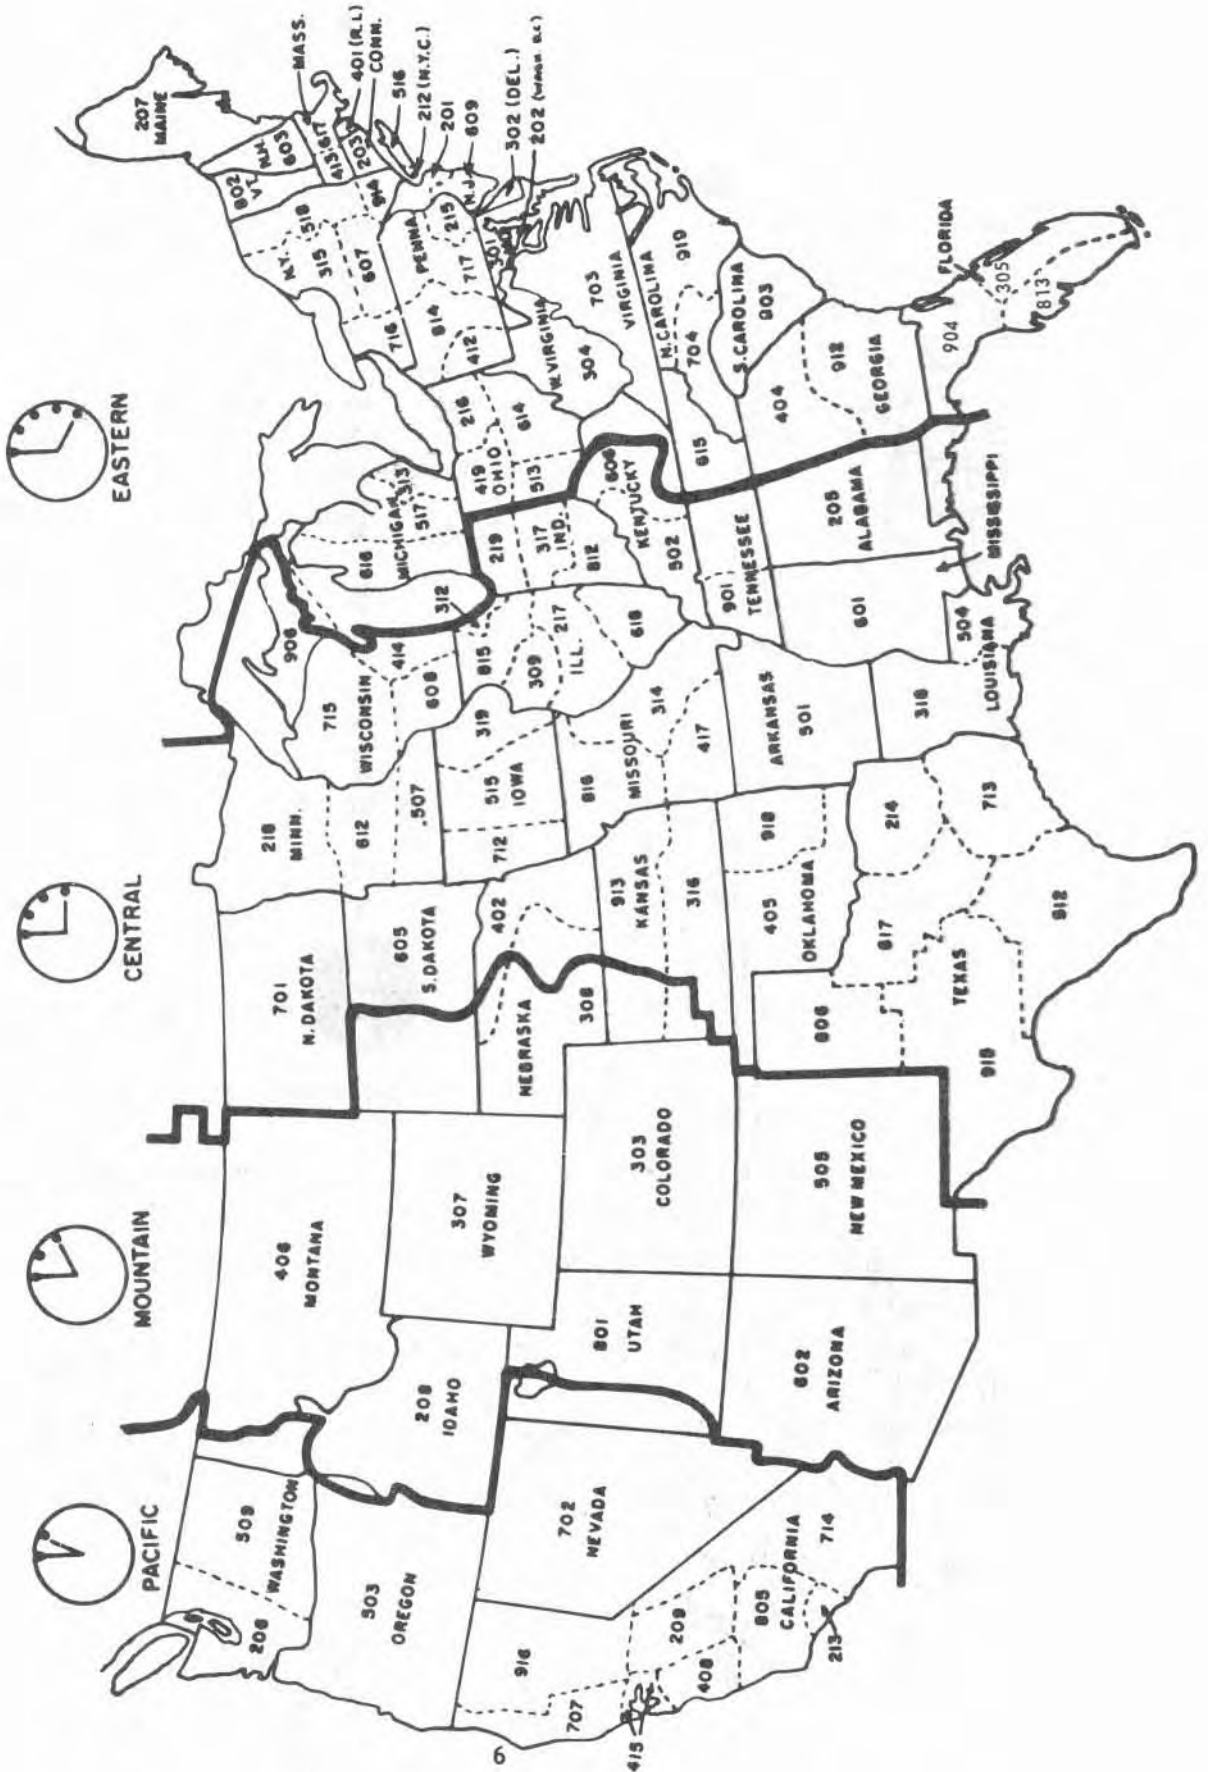 PACIFIC
MOUNTAIN
CENTRAL
EASTERN
206
509
WASHINGTON
503
OREGON
208
IDAHO
406
MONTANA
307
WYOMING
702
NEVADA
801
UTAH
303
COLORADO
602
ARIZONA
505
NEW MEXICO
707
916
415
209
408
805
CALIFORNIA
714
213
701
N. DAKOTA
605
S. DAKOTA
402
NEBRASKA
308
913
KANSAS
316
405
918
OKLAHOMA
806
817
214
713
TEXAS
915
512
218
MINN.
612
507
712
515
IOWA
319
816
MISSOURI
314
417
ARKANSAS
501
318
504
LOUISIANA
715
WISCONSIN
414
608
906
815
312
309
217
ILL.
618
616
MICHIGAN
517
313
219
317
IND.
812
419
OHIO
216
614
513
606
KENTUCKY
502
901
TENNESSEE
615
601
MISSISSIPPI
205
ALABAMA
404
912
GEORGIA
904
305
813
FLORIDA
S. CAROLINA
803
N. CAROLINA
704
919
703
VIRGINIA
W. VIRGINIA
304
PENNA
412
814
717
215
N.Y.
315
518
607
716
914
802
VT.
N.H.
603
207
MAINE
MASS.
413
617
401 (R.I.)
CONN.
203
516
212 (N.Y.C.)
201
609
N.J.
302 (DEL.)
202 (WASH. D.C.)
301
MD.
6